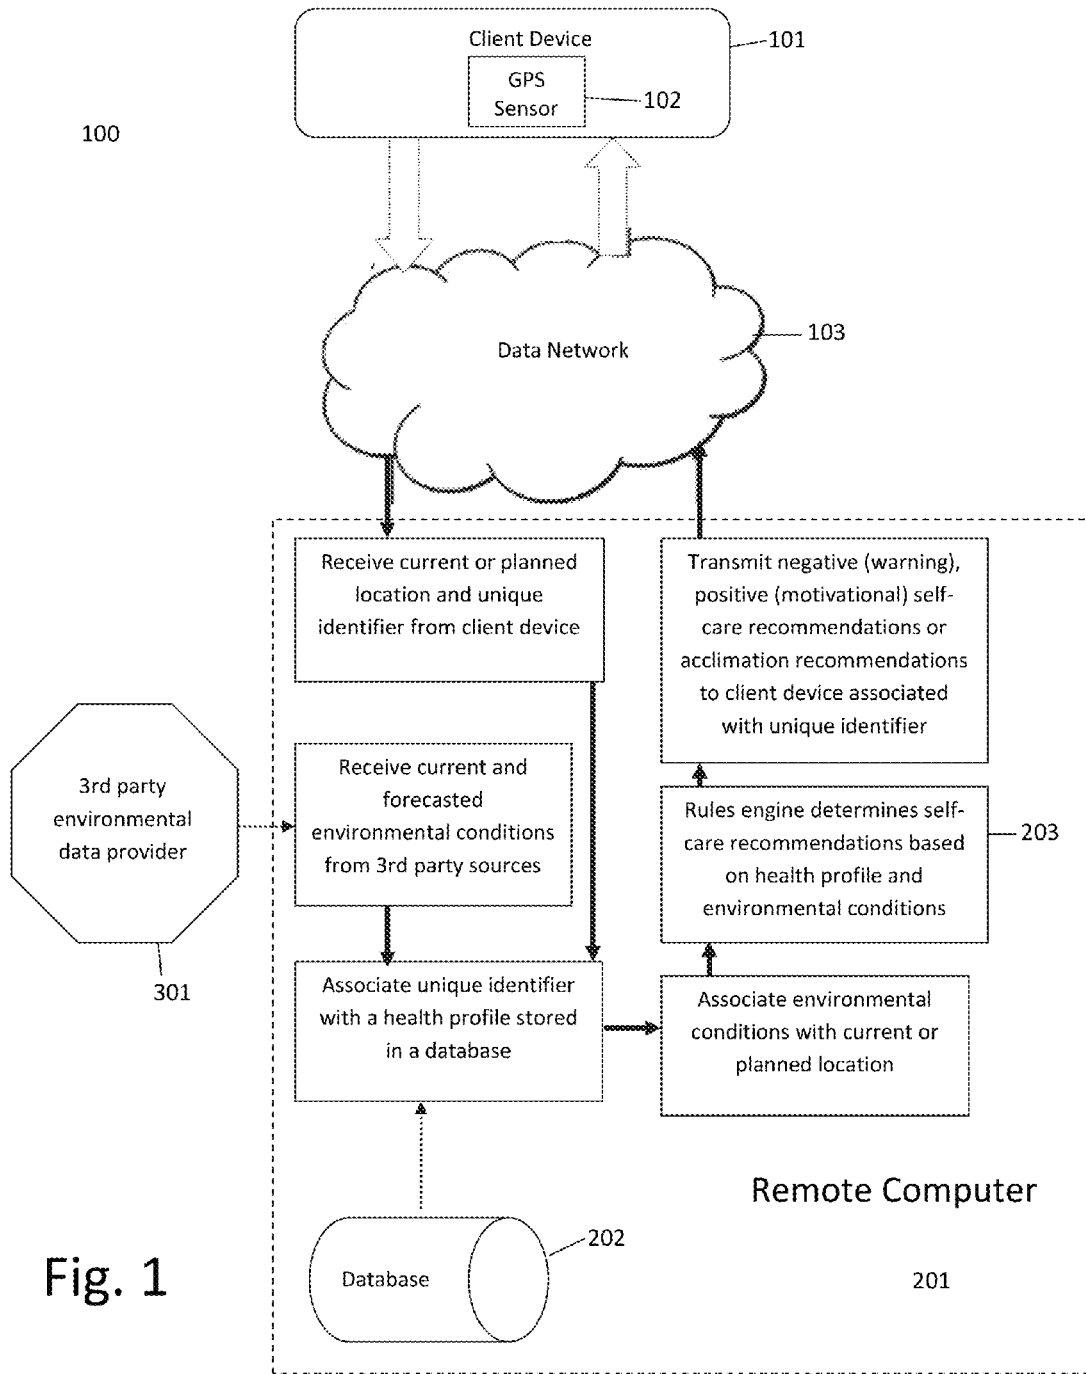 Client Device
101
GPS
Sensor
102
100
Data Network
103
Receive current or planned
location and unique
identifier from client device
Transmit negative (warning),
positive (motivational) self-
care recommendations or
acclimation recommendations
to client device associated
with unique identifier
3rd party
environmental
data provider
301
Receive current and
forecasted
environmental conditions
from 3rd party sources
Rules engine determines self-
care recommendations based
on health profile and
environmental conditions
203
Associate unique identifier
with a health profile stored
in a database
Associate environmental
conditions with current or
planned location
Remote Computer
201
Database
202
Fig. 1